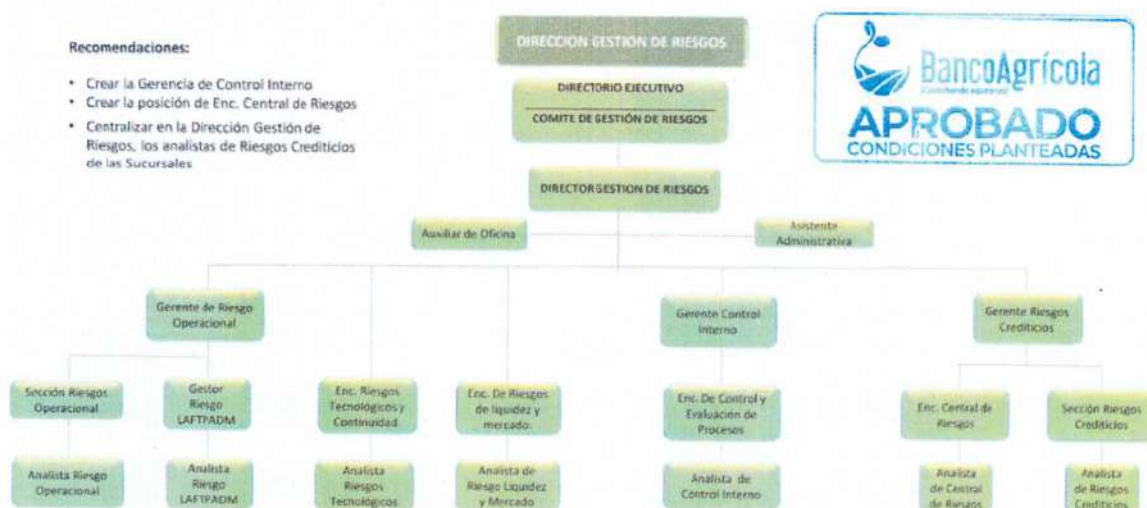 DIRECCION GESTION DE RIESGOS
Recomendaciones:
• Crear la Gerencia de Control Interno
• Crear la posición de Enc. Central de Riesgos
• Centralizar en la Dirección Gestión de
Riesgos, los analistas de Riesgos Crediticios
de las Sucursales
DIRECTORIO EJECUTIVO
COMITE DE GESTIÓN DE RIESGOS
BancoAgrícola
APROBADO
CONDICIONES PLANTEADAS
DIRECTOR GESTION DE RIESGOS
Auxiliar de Oficina
Asistente
Administrativa
Gerente de Riesgo
Operacional
Gerente Control
Interno
Gerente Riesgos
Crediticios
Sección Riesgos
Operacional
Gestor
Riesgo
LAFTPADM
Enc. Riesgos
Tecnológicos y
Continuidad
Enc. De Riesgos
de liquidez y
mercado.
Enc. De Control y
Evaluación de
Procesos
Enc. Central de
Riesgos
Sección Riesgos
Crediticios
Analista Riesgo
Operacional
Analista
Riesgo
LAFTPADM
Analista
Riesgos
Tecnológicos
Analista de
Riesgo Liquidez
y Mercado
Analista de
Control Interno
Analista
de Central
de Riesgos
Analista
de Riesgos
Crediticios